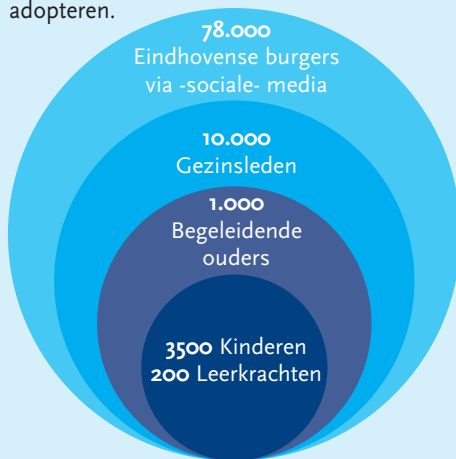 adopteren.
78.000
Eindhovense burgers
via -sociale- media
10.000
Gezinsleden
1.000
Begeleidende
ouders
3500 Kinderen
200 Leerkrachten